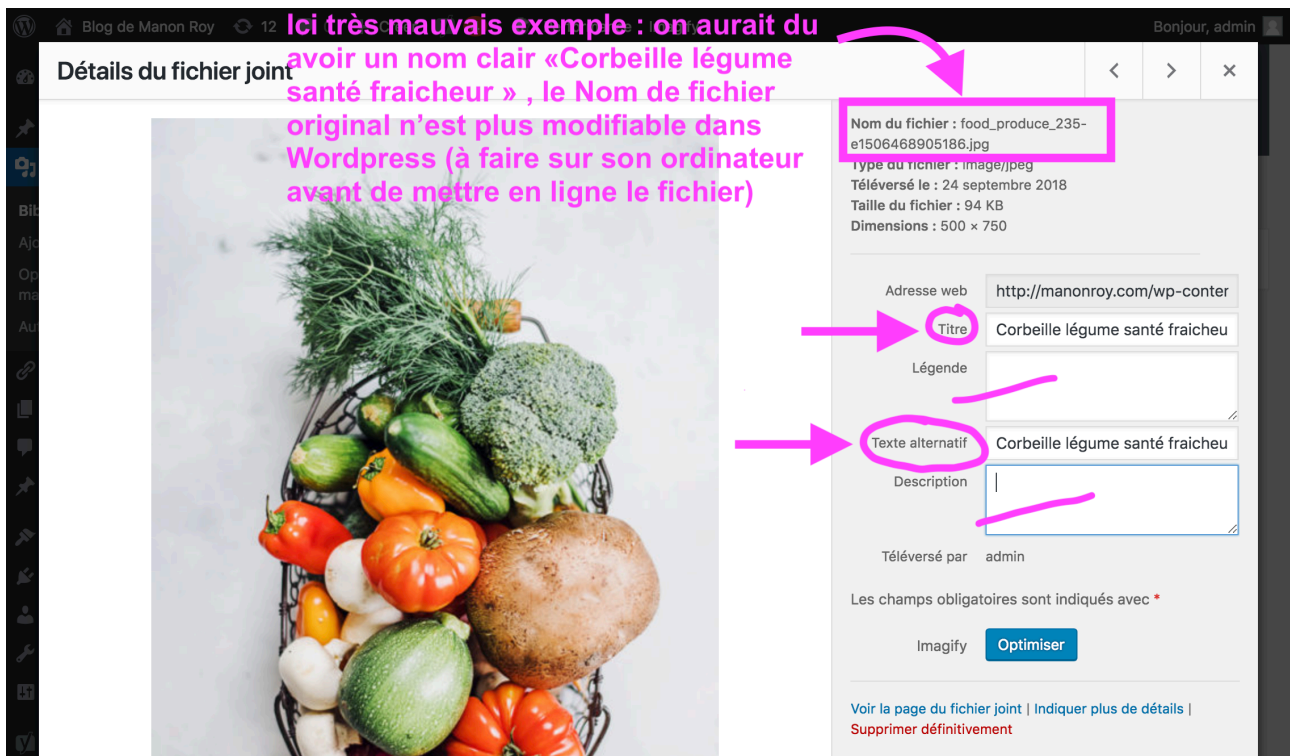 Blog de Manon Roy
12
Bonjour, admin
Ici très mauvais exemple : on aurait du
avoir un nom clair «Corbeille légume
santé fraicheur » , le Nom de fichier
original n’est plus modifiable dans
Wordpress (à faire sur son ordinateur
avant de mettre en ligne le fichier)
Détails du fichier joint
Nom du fichier : food_produce_235-
e1506468905186.jpg
Type du fichier : image/jpeg
Téléversé le : 24 septembre 2018
Taille du fichier : 94 KB
Dimensions : 500 × 750
Adresse web http://manonroy.com/wp-conter
Titre Corbeille légume santé fraicheu
Légende
Texte alternatif Corbeille légume santé fraicheu
Description
Téléversé par admin
Les champs obligatoires sont indiqués avec *
Imagify Optimiser
Voir la page du fichier joint | Indiquer plus de détails |
Supprimer définitivement
Bib
Ajo
Op
ma
Aut